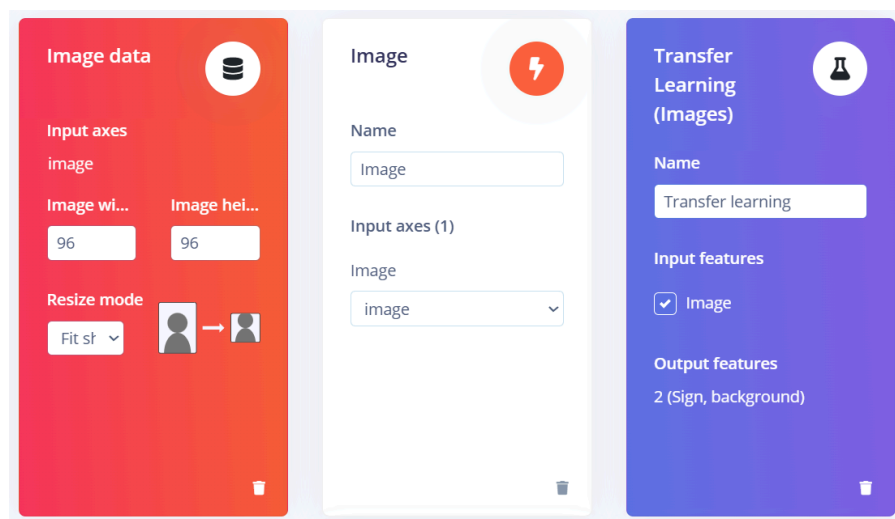 Image data
Input axes
image
Image wi...
Image hei...
96
96
Resize mode
Fit sh
Image
Name
Image
Input axes (1)
Image
image
Transfer
Learning
(Images)
Name
Transfer learning
Input features
Image
Output features
2 (Sign, background)